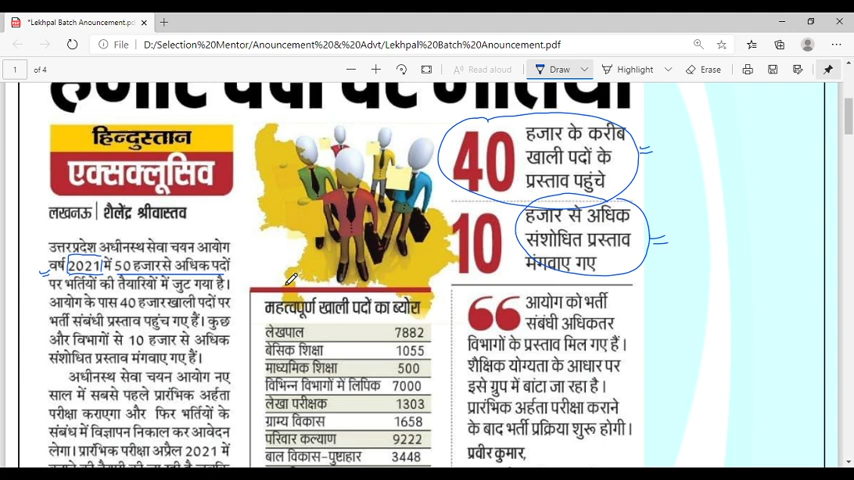 *Lekhpal Batch Anouncement.pdf
File | D:/Selection%20Mentor/Anouncement%20&%20Advt/Lekhpal%20Batch%20Anouncement.pdf
1 of 4 Read aloud Draw Highlight Erase
हिन्दुस्तान
एक्सक्लूसिव
लखनऊ | शैलेंद्र श्रीवास्तव
उत्तर प्रदेश अधीनस्थ सेवा चयन आयोग
वर्ष 2021 में 50 हजार से अधिक पदों
पर भर्तियों की तैयारियों में जुट गया है।
आयोग के पास 40 हजार खाली पदों पर
भर्ती संबंधी प्रस्ताव पहुंच गए हैं। कुछ
और विभागों से 10 हजार से अधिक
संशोधित प्रस्ताव मंगवाए गए हैं।
अधीनस्थ सेवा चयन आयोग नए
साल में सबसे पहले प्रारंभिक अर्हता
परीक्षा कराएगा और फिर भर्तियों के
संबंध में विज्ञापन निकाल कर आवेदन
लेगा। प्रारंभिक परीक्षा अप्रैल 2021 में
महत्वपूर्ण खाली पदों का ब्योरा
लेखपाल 7882
बेसिक शिक्षा 1055
माध्यमिक शिक्षा 500
विभिन्न विभागों में लिपिक 7000
लेखा परीक्षक 1303
ग्राम्य विकास 1658
परिवार कल्याण 9222
बाल विकास-पुष्टाहार 3448
40 हजार के करीब
खाली पदों के
प्रस्ताव पहुंचे
10 हजार से अधिक
संशोधित प्रस्ताव
मंगवाए गए
आयोग को भर्ती
संबंधी अधिकतर
विभागों के प्रस्ताव मिल गए हैं।
शैक्षिक योग्यता के आधार पर
इसे ग्रुप में बांटा जा रहा है।
प्रारंभिक अर्हता परीक्षा कराने
के बाद भर्ती प्रक्रिया शुरू होगी।
प्रवीर कुमार,